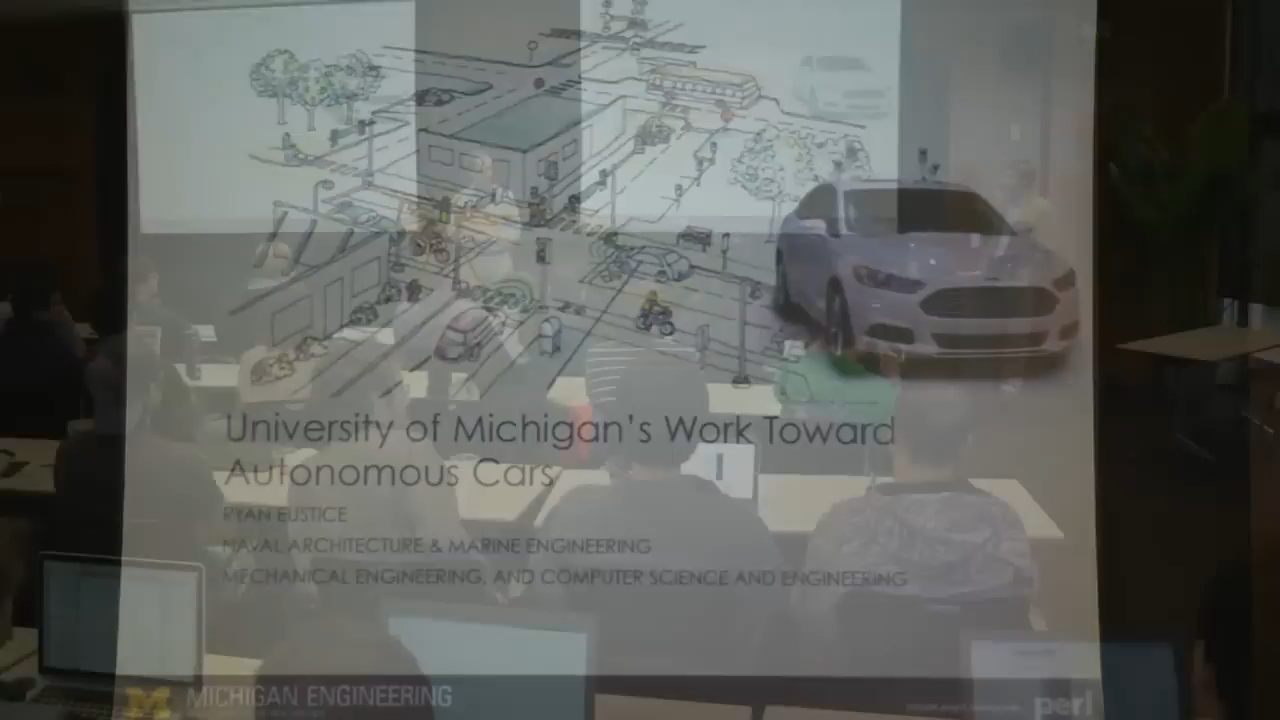 University of Michigan's Work Toward
Autonomous Cars
RYAN EUSTICE
NAVAL ARCHITECTURE & MARINE ENGINEERING
MECHANICAL ENGINEERING, AND COMPUTER SCIENCE AND ENGINEERING
M MICHIGAN ENGINEERING
perl